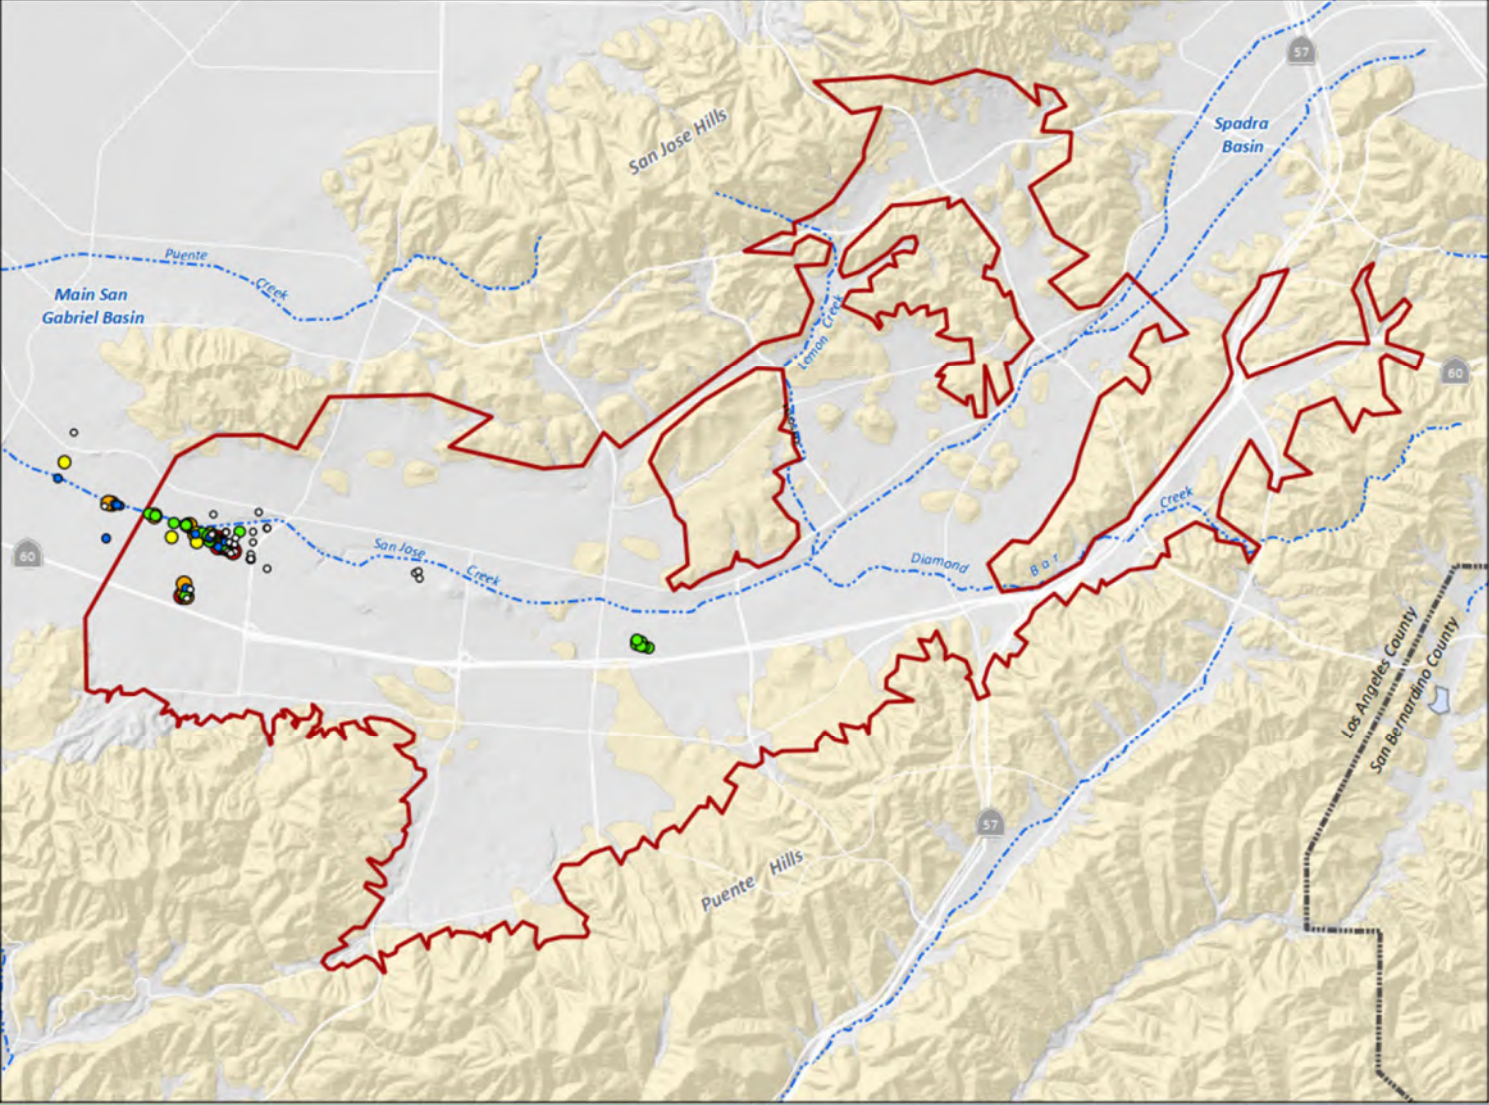 57
Spadra
Basin
San Jose Hills
Puente
Creek
Main San
Gabriel Basin
Lemon Creek
60
Creek
60
San Jose
Creek
Diamond
Bar
Los Angeles County
San Bernardino County
57
Puente Hills